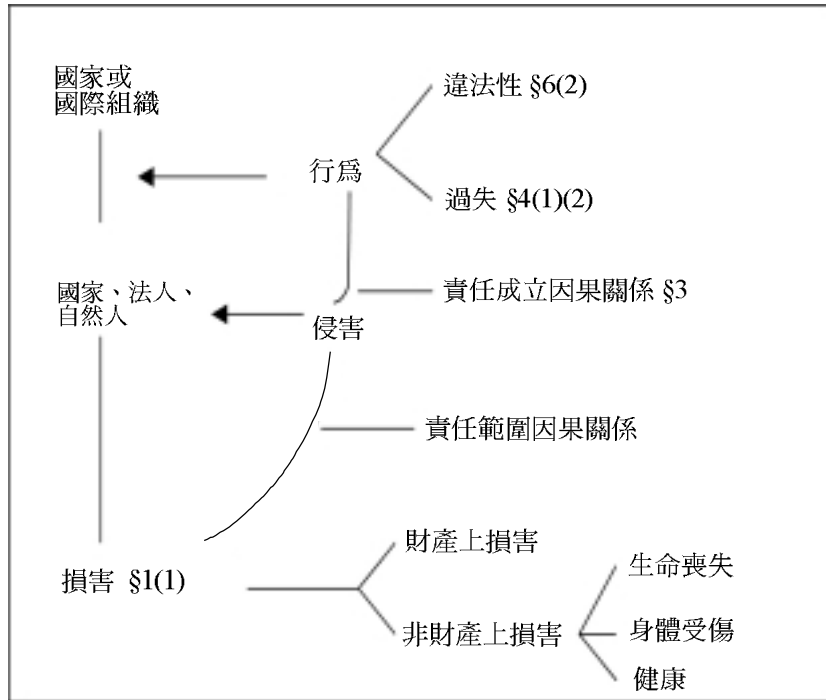 國家或
國際組織
違法性 §6(2)
行爲
過失 §4(1)(2)
國家、法人、
自然人
責任成立因果關係 §3
侵害
責任範圍因果關係
財產上損害
損害 §1(1)
生命喪失
非財產上損害
身體受傷
健康